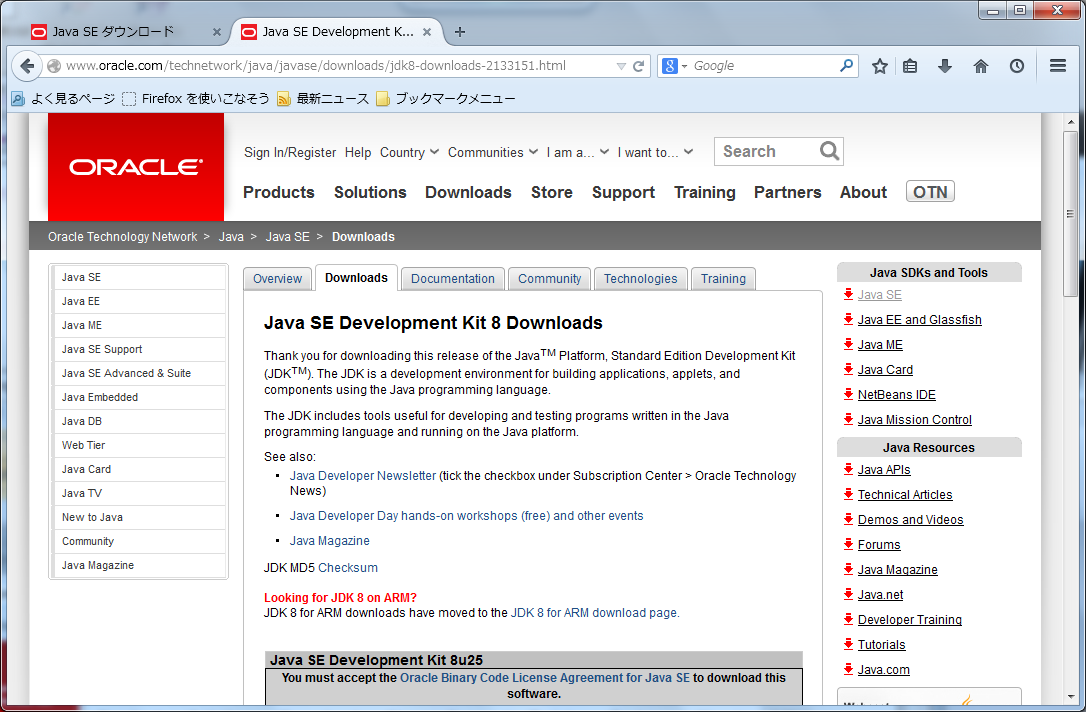 Java SE ダウンロード
Java SE Development K...
www.oracle.com/technetwork/java/javase/downloads/jdk8-downloads-2133151.html
Google
よく見るページ
Firefox を使いこなそう
最新ニュース
ブックマークメニュー
ORACLE
Sign In/Register Help Country Communities I am a... I want to... Search
Products Solutions Downloads Store Support Training Partners About OTN
Oracle Technology Network > Java > Java SE > Downloads
Java SE
Java EE
Java ME
Java SE Support
Java SE Advanced & Suite
Java Embedded
Java DB
Web Tier
Java Card
Java TV
New to Java
Community
Java Magazine
Overview Downloads Documentation Community Technologies Training
Java SE Development Kit 8 Downloads
Thank you for downloading this release of the Java™ Platform, Standard Edition Development Kit
(JDK™). The JDK is a development environment for building applications, applets, and
components using the Java programming language.
The JDK includes tools useful for developing and testing programs written in the Java
programming language and running on the Java platform.
See also:
Java Developer Newsletter (tick the checkbox under Subscription Center > Oracle Technology
News)
Java Developer Day hands-on workshops (free) and other events
Java Magazine
JDK MD5 Checksum
Looking for JDK 8 on ARM?
JDK 8 for ARM downloads have moved to the JDK 8 for ARM download page.
Java SE Development Kit 8u25
You must accept the Oracle Binary Code License Agreement for Java SE to download this
software.
Java SDKs and Tools
Java SE
Java EE and Glassfish
Java ME
Java Card
NetBeans IDE
Java Mission Control
Java Resources
Java APIs
Technical Articles
Demos and Videos
Forums
Java Magazine
Java.net
Developer Training
Tutorials
Java.com